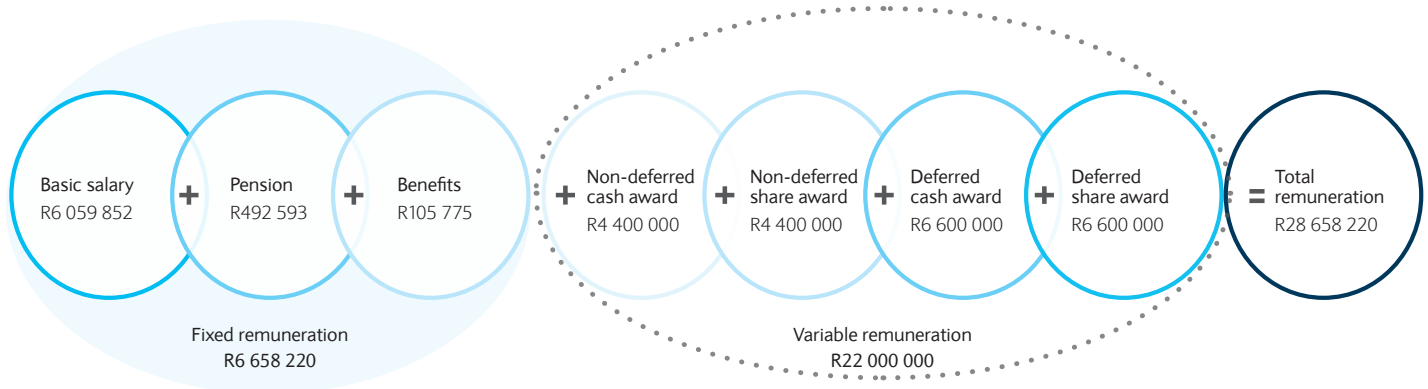 Basic salary
R6 059 852
+
Pension
R492 593
+
Benefits
R105 775
+
Non-deferred
cash award
R4 400 000
+
Non-deferred
share award
R4 400 000
+
Deferred
cash award
R6 600 000
+
Deferred
share award
R6 600 000
=
Total
remuneration
R28 658 220
Fixed remuneration
R6 658 220
Variable remuneration
R22 000 000